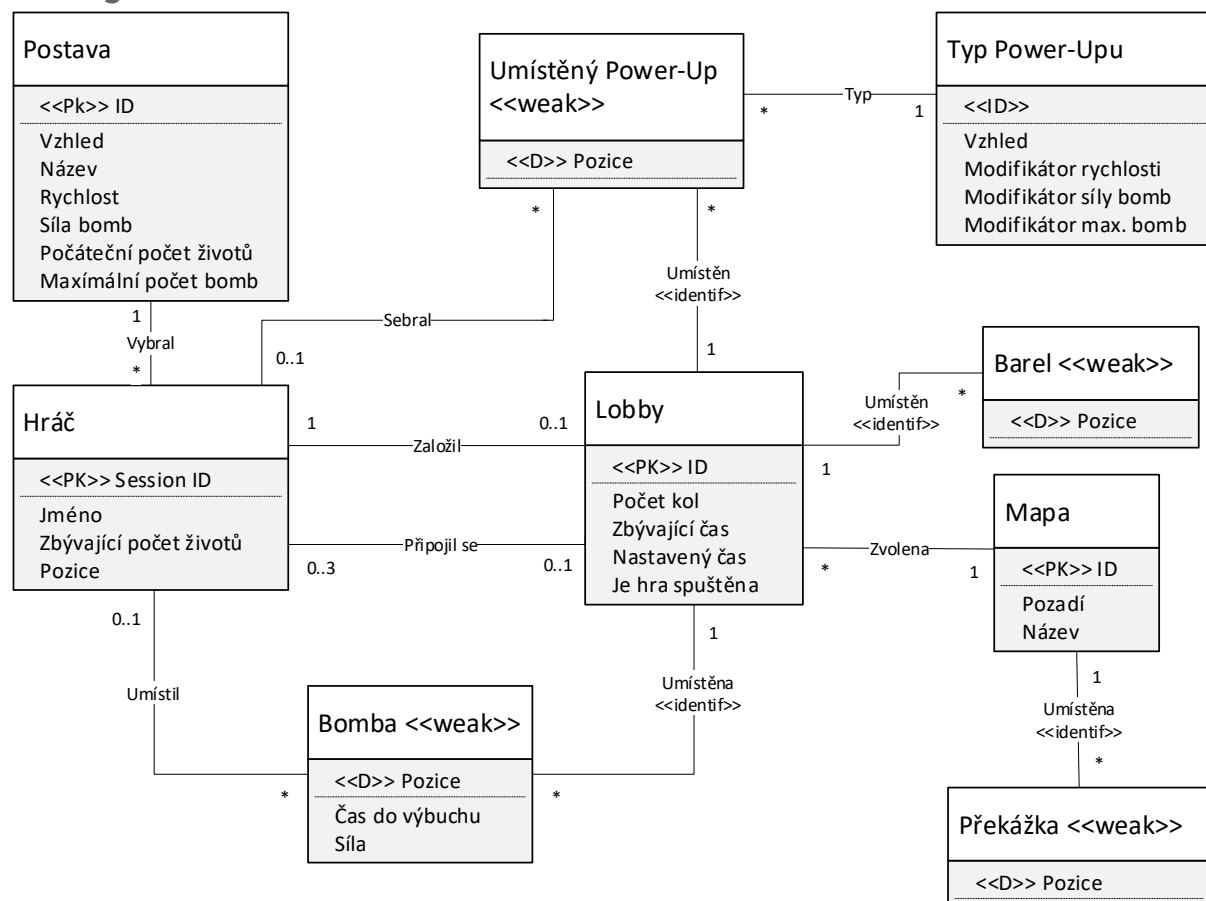 Postava
<<Pk>> ID
Vzhled
Název
Rychlost
Síla bomb
Počáteční počet životů
Maxímální počet bomb
Umístěný Power-Up
<<weak>>
<<D>> Pozice
Typ Power-Upu
<<ID>>
Vzhled
Modifikátor rychlosti
Modifikátor síly bomb
Modifikátor max. bomb
*
Typ
1
*
*
Umístěn
<<identif>>
1
1
Vybral
*
Sebral
0..1
Hráč
<<PK>> Session ID
Jméno
Zbývající počet životů
Pozice
1
Založil
0..1
0..3
Připojil se
0..1
Lobby
<<PK>> ID
Počet kol
Zbývající čas
Nastavený čas
Je hra spuštěna
Umístěn
<<identif>>
*
1
Barel <<weak>>
<<D>> Pozice
*
Zvolena
1
Mapa
<<PK>> ID
Pozadí
Název
0..1
Umístil
*
Bomba <<weak>>
<<D>> Pozice
Čas do výbuchu
Síla
1
Umístěna
<<identif>>
*
1
Umístěna
<<identif>>
*
Překážka <<weak>>
<<D>> Pozice